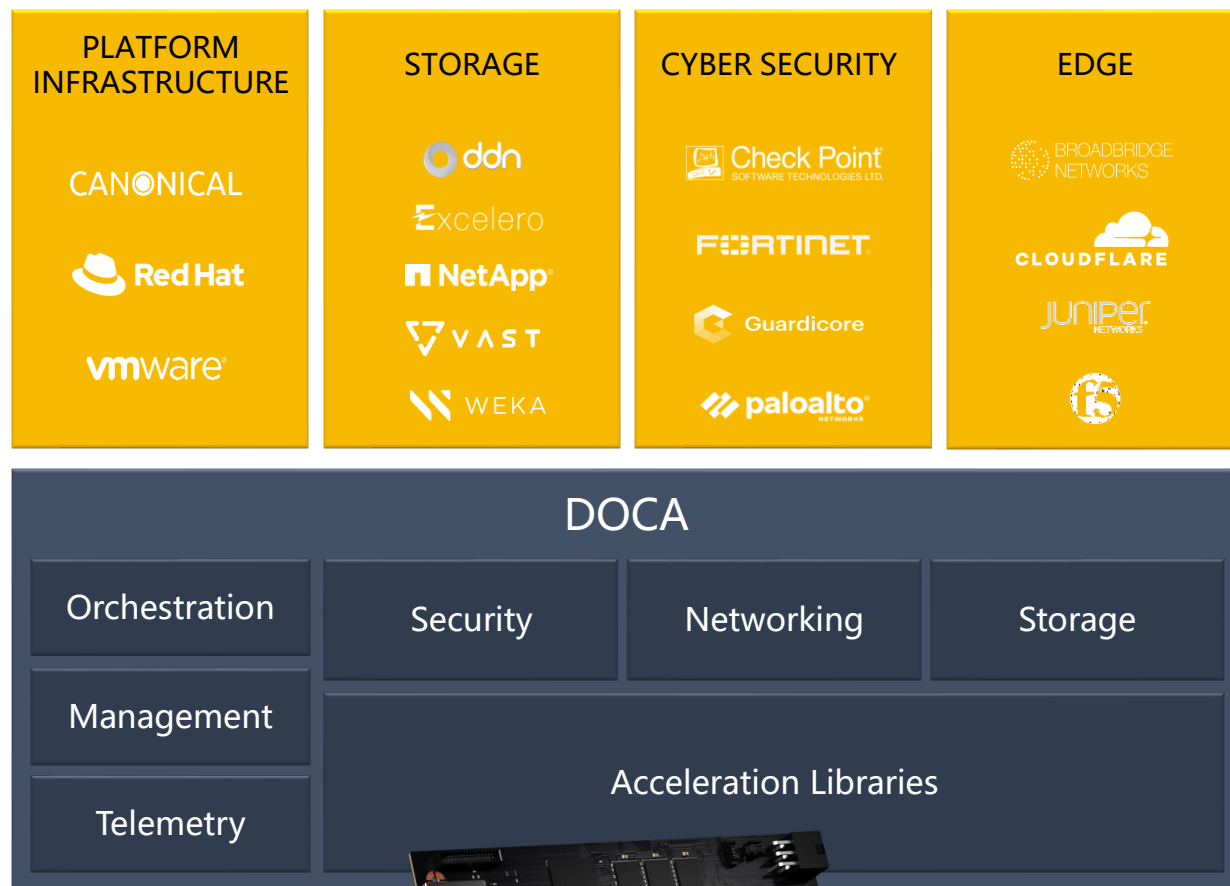 PLATFORM
INFRASTRUCTURE
CANONICAL
Red Hat
vmware®
STORAGE
ddn
Excelero
NetApp®
VAST
WEKA
CYBER SECURITY
Check Point
SOFTWARE TECHNOLOGIES LTD.
FORTINET
Guardicore
paloalto®
NETWORKS
EDGE
BROADBRIDGE
NETWORKS
CLOUDFLARE
JUNIPER
NETWORKS
f5
DOCA
Orchestration
Management
Telemetry
Security
Networking
Storage
Acceleration Libraries